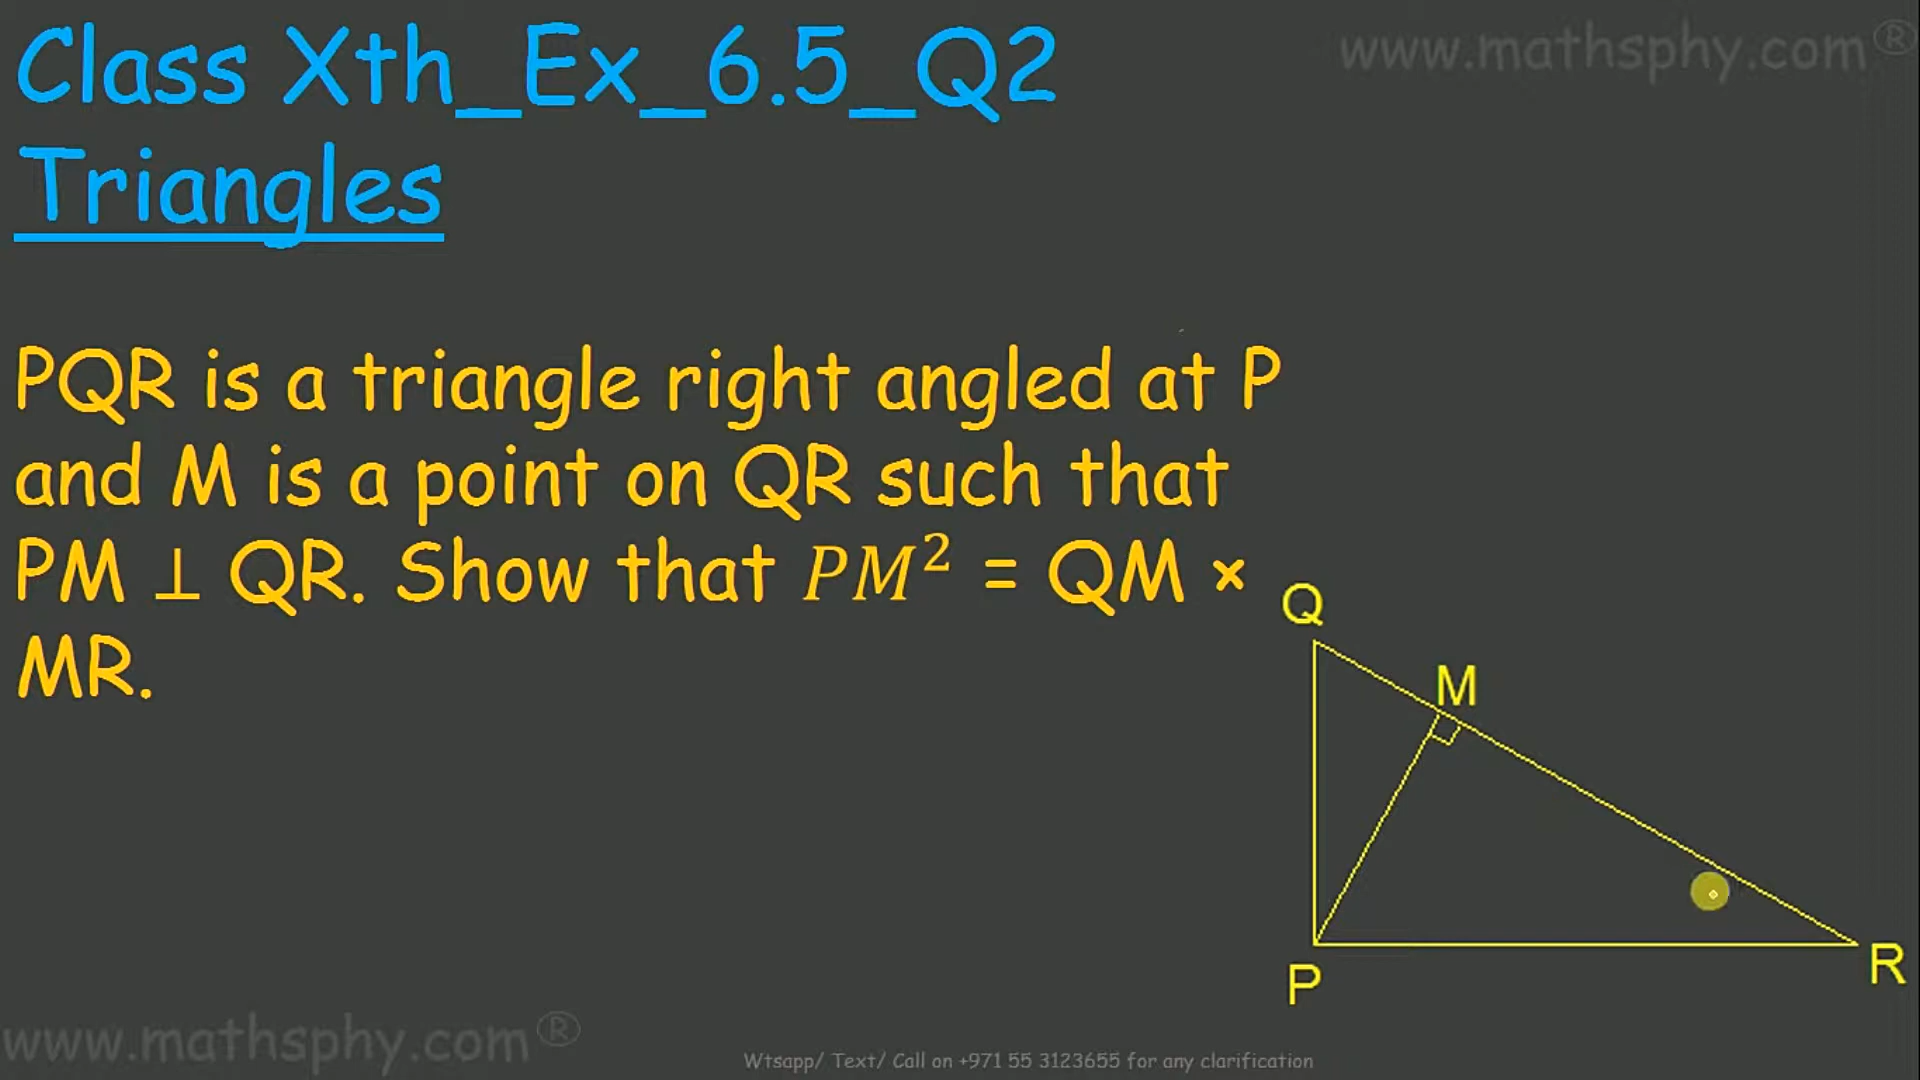 Class Xth_Ex_6.5_Q2
www.mathsphy.com®
Triangles
PQR is a triangle right angled at P
and M is a point on QR such that
PM ⊥ QR. Show that 𝑃𝑀² = QM ×
MR.
Q
M
P
R
www.mathsphy.com®
Wtsapp/ Text/ Call on +971 55 3123655 for any clarification